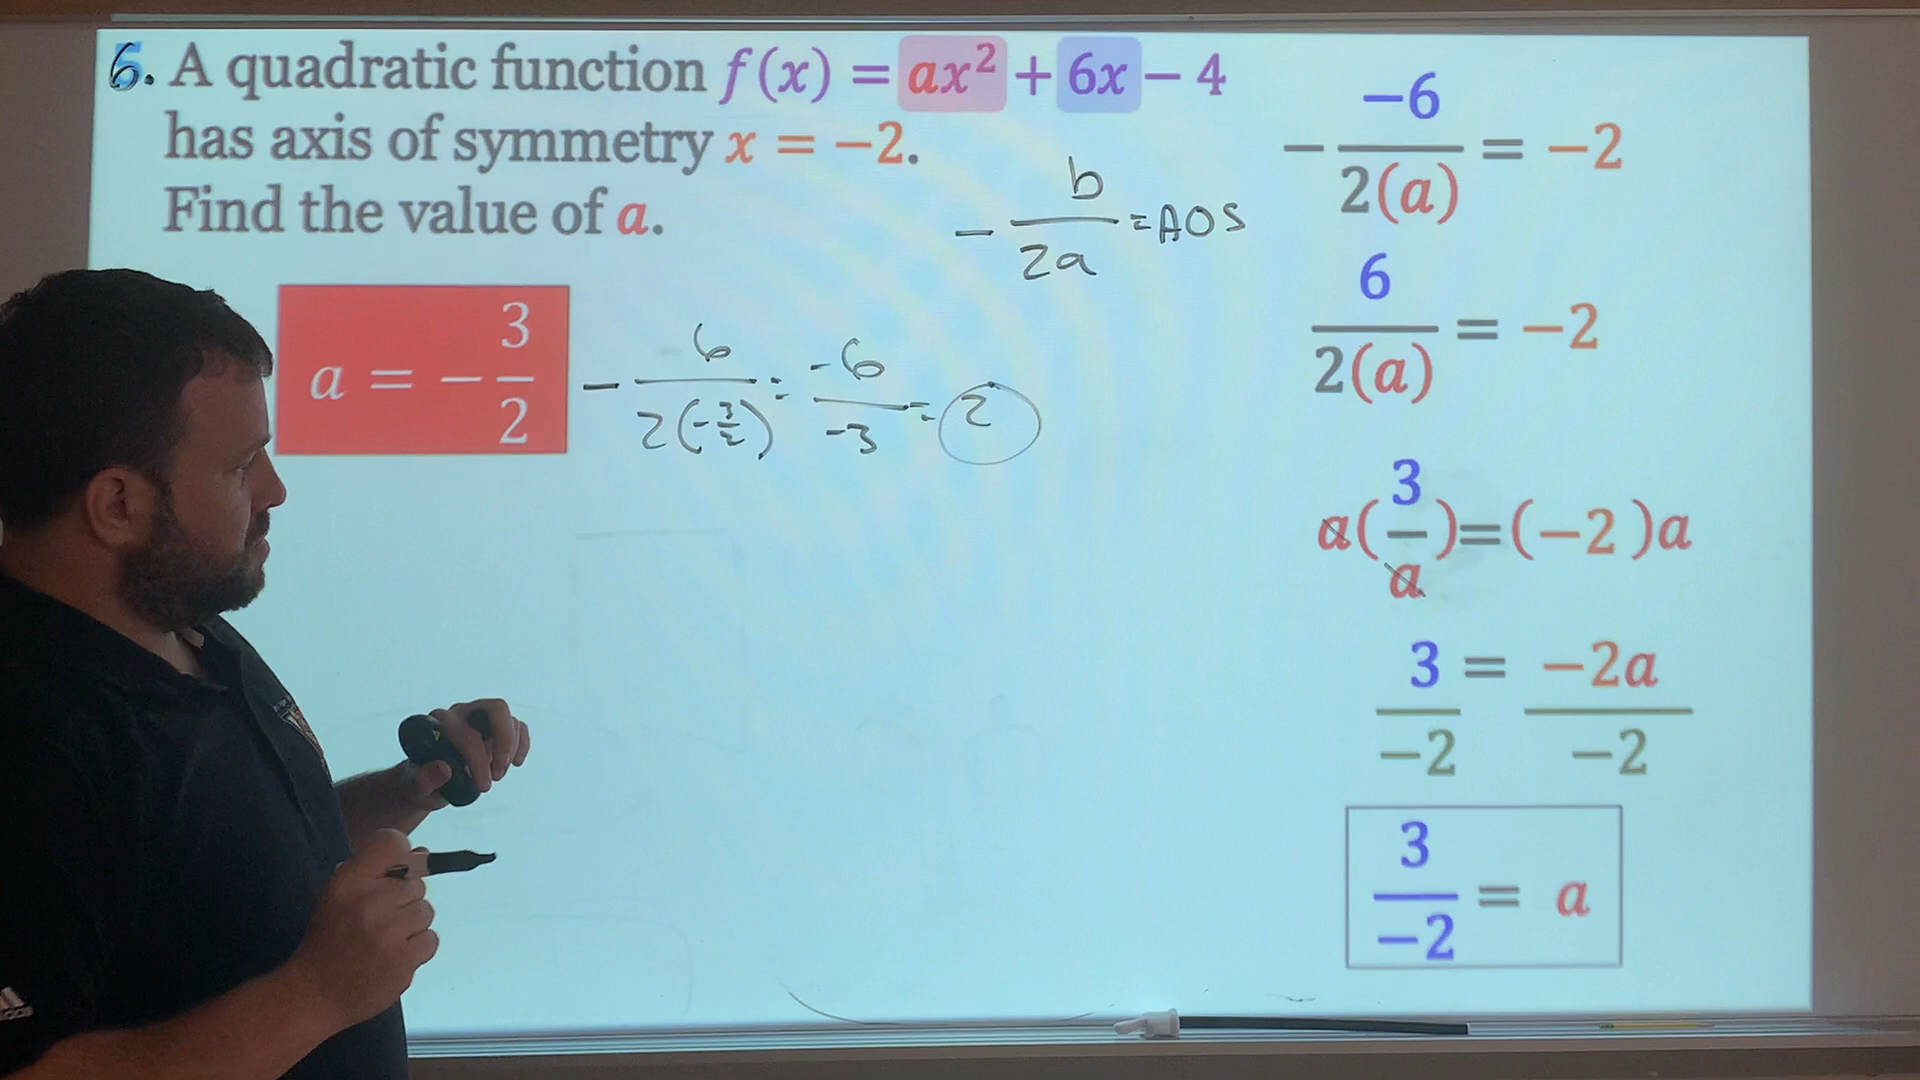 6. A quadratic function f(x) = ax² + 6x − 4
has axis of symmetry x = −2.
Find the value of a.
a = −3/2
−b/2a = AOS
−6/2(−3/2) = −6/−3 = 2
−−6/2(a) = −2
6/2(a) = −2
a(3/a)=(−2)a
3/−2 = −2a/−2
3/−2 = a